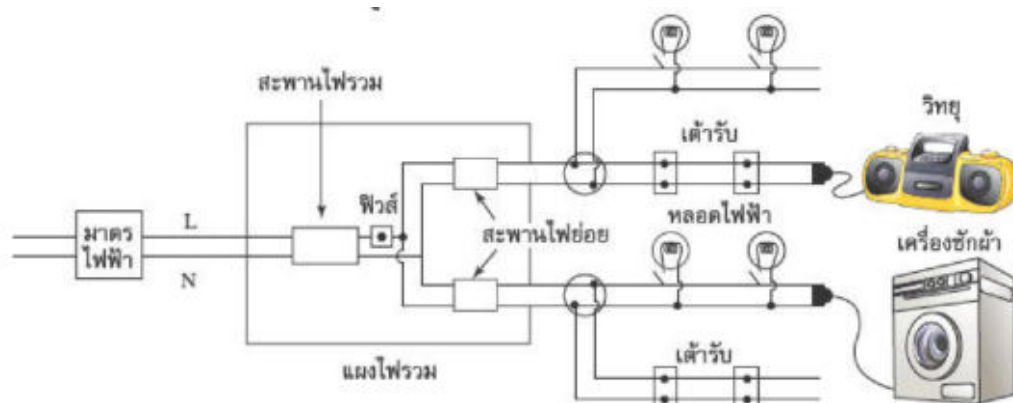 สะพานไฟรวม
วิทยุ
เต้ารับ
ฟิวส์
L
มาตร
ไฟฟ้า
N
สะพานไฟย่อย
หลอดไฟฟ้า
เครื่องซักผ้า
แผงไฟรวม
เต้ารับ